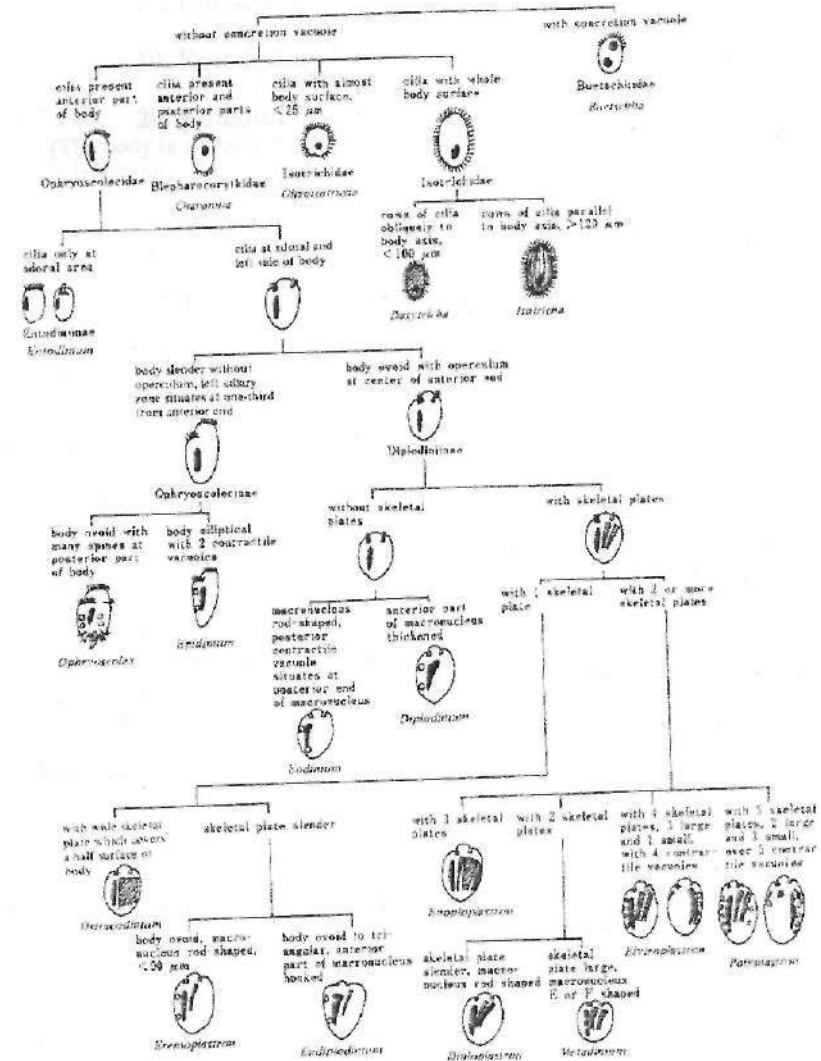 without concretion vacuole
with concretion vacuole
cilia present
anterior part
of body
cilia present
anterior and
posterior parts
of body
cilia with almost
body surface,
< 25 μm
cilia with whole
body surface
Buetschliidae
Buetschlia
Ophryoscolecidae
Blepharocorythidae
Charonina
Isotrichidae
Isotrichidae
rows of cilia
obliquely to
body axis,
< 100 μm
rows of cilia parallel
to body axis, >120 μm
Dasytricha
Isotricha
cilia only at
adoral area
cilia at adoral and
left side of body
Entodiniinae
Entodinium
body slender without
operculum, left ciliary
zone situates at one-third
from anterior end
body ovoid with operculum
at center of anterior end
Ophryoscolecinae
Diplodiniinae
body ovoid with
many spines at
posterior part
of body
body elliptical
with 2 contractile
vacuoles
Ophryoscolex
Epidinium
without skeletal
plates
with skeletal plates
macronucleus
rod-shaped,
posterior
contractile
vacuole
situates at
posterior end
of macronucleus
anterior part
of macronucleus
thickened
Eodinium
Diplodinium
with 1 skeletal
plate
with 2 or more
skeletal plates
with wide skeletal
plate which covers
a half surface of
body
skeletal plate slender
Ostracodinium
body ovoid, macro-
nucleus rod shaped,
body ovoid to tri-
angular, anterior
part of macronucleus
hooked
Eremoplastron
Eudiplodinium
with 3 skeletal
plates
with 2 skeletal
plates
with 4 skeletal
plates, 3 large
and 1 small,
with 4 contrac-
tile vacuoles
with 5 skeletal
plates, 2 large
and 3 small,
over 5 contrac
tile vacuoles
Enoploplastron
Elytroplastron
Polyplastron
skeletal plate
slender, macro-
nucleus rod shaped
skeletal
plate large,
macronucleus
E or F shaped
Diploplastron
Metadinium